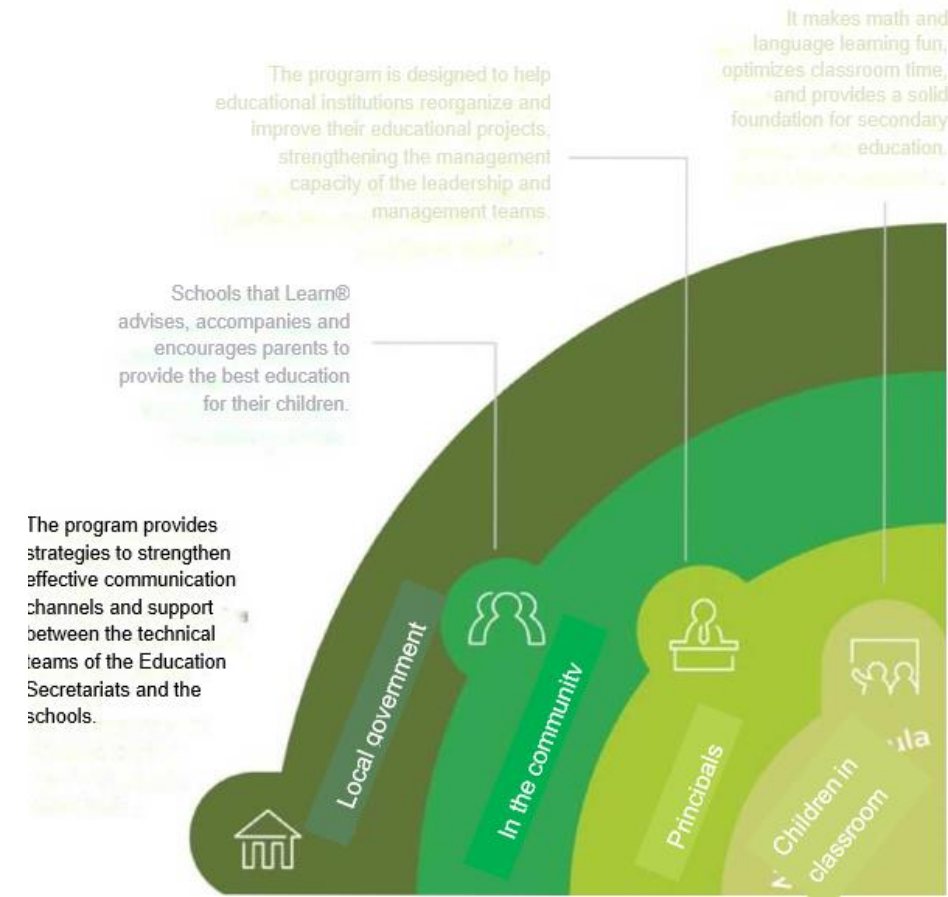 It makes math and
language learning fun,
optimizes classroom time,
and provides a solid
foundation for secondary
education.
The program is designed to help
educational institutions reorganize and
improve their educational projects,
strengthening the management
capacity of the leadership and
management teams.
Schools that Learn®
advises, accompanies and
encourages parents to
provide the best education
for their children.
The program provides
strategies to strengthen
effective communication
channels and support
between the technical
teams of the Education
Secretariats and the
schools.
Local government
In the community
Principals
Children in
classroom